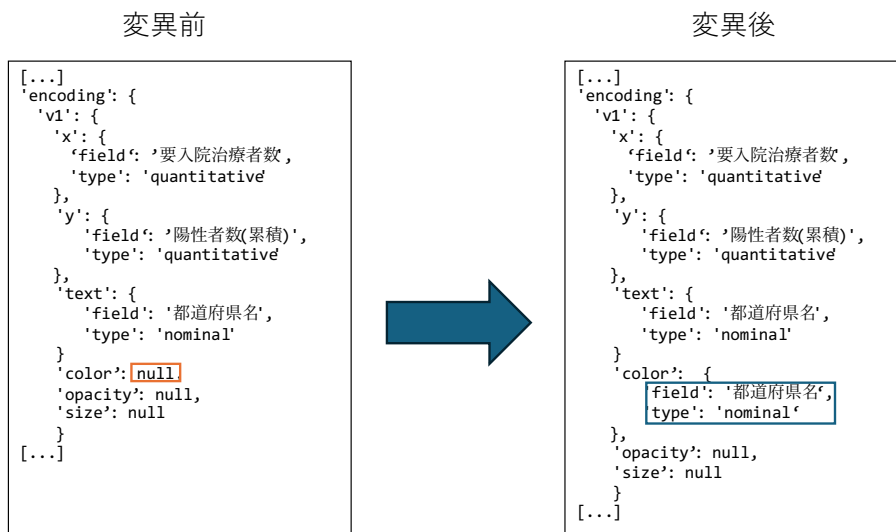 変異前
[...]
'encoding': {
'v1': {
'x': {
‘field‘: ’要入院治療者数',
'type': 'quantitative'
},
'y': {
'field‘: ’陽性者数(累積)',
'type': 'quantitative'
},
'text': {
'field': '都道府県名',
'type': 'nominal'
}
'color’: null,
'opacity’: null,
'size’: null
}
[...]
変異後
[...]
'encoding': {
'v1': {
'x': {
‘field‘: ’要入院治療者数',
'type': 'quantitative'
},
'y': {
'field‘: ’陽性者数(累積)',
'type': 'quantitative'
},
'text': {
'field': '都道府県名',
'type': 'nominal'
}
'color’: {
'field': '都道府県名‘,
'type': 'nominal‘
},
'opacity’: null,
'size’: null
}
[...]